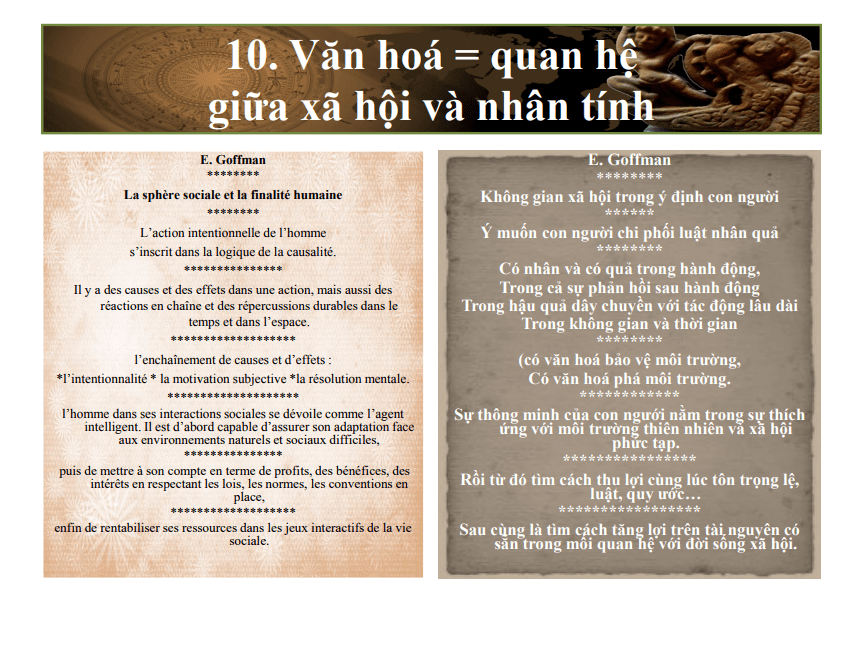 10. Văn hoá = quan hệ
giữa xã hội và nhân tính
E. Goffman
********
La sphère sociale et la finalité humaine
********
L’action intentionnelle de l’homme
s’inscrit dans la logique de la causalité.
***************
Il y a des causes et des effets dans une action, mais aussi des
réactions en chaîne et des répercussions durables dans le
temps et dans l’espace.
*******************
l’enchaînement de causes et d’effets :
*l’intentionnalité * la motivation subjective *la résolution mentale.
********************
l’homme dans ses interactions sociales se dévoile comme l’agent
intelligent. Il est d’abord capable d’assurer son adaptation face
aux environnements naturels et sociaux difficiles,
***************
puis de mettre à son compte en terme de profits, des bénéfices, des
intérêts en respectant les lois, les normes, les conventions en
place,
*******************
enfin de rentabiliser ses ressources dans les jeux interactifs de la vie
sociale.
E. Goffman
********
Không gian xã hội trong ý định con người
******
Ý muốn con người chi phối luật nhân quả
********
Có nhân và có quả trong hành động,
Trong cả sự phản hồi sau hành động
Trong hậu quả dây chuyền với tác động lâu dài
Trong không gian và thời gian
********
(có văn hoá bảo vệ môi trường,
Có văn hoá phá môi trường.
************
Sự thông minh của con ngưới nằm trong sự thích
ứng với môi trường thiên nhiên và xã hội
phức tạp.
****************
Rồi từ đó tìm cách thu lợi cùng lúc tôn trọng lệ,
luật, quy ước…
*****************
Sau cùng là tìm cách tăng lợi trên tài nguyên có
sẵn trong mối quan hệ với đời sống xã hội.